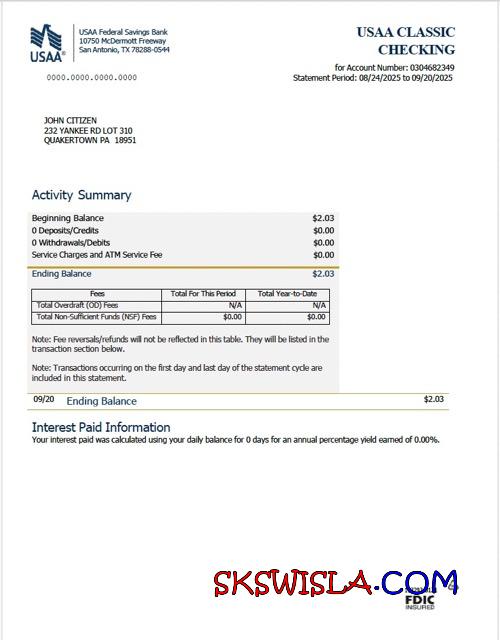 USAA Federal Savings Bank
10750 McDermott Freeway
San Antonio, TX 78288-0544
USAA®
USAA CLASSIC
CHECKING
for Account Number: 0304682349
Statement Period: 08/24/2025 to 09/20/2025
0000.0000.0000.0000
JOHN CITIZEN
232 YANKEE RD LOT 310
QUAKERTOWN PA 18951
Activity Summary
Beginning Balance $2.03
0 Deposits/Credits $0.00
0 Withdrawals/Debits $0.00
Service Charges and ATM Service Fee $0.00
Ending Balance $2.03
Fees Total For This Period Total Year-to-Date
Total Overdraft (OD) Fees N/A N/A
Total Non-Sufficient Funds (NSF) Fees $0.00 $0.00
Note: Fee reversals/refunds will not be reflected in this table. They will be listed in the
transaction section below.
Note: Transactions occurring on the first day and last day of the statement cycle are
included in this statement.
09/20 Ending Balance $2.03
Interest Paid Information
Your interest paid was calculated using your daily balance for 0 days for an annual percentage yield earned of 0.00%.
SKSWISLA.COM
FDIC
INSURED